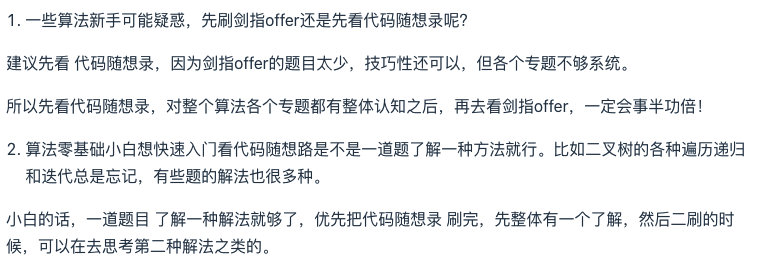 1. 一些算法新手可能疑惑，先刷剑指offer还是先看代码随想录呢？
建议先看 代码随想录，因为剑指offer的题目太少，技巧性还可以，但各个专题不够系统。
所以先看代码随想录，对整个算法各个专题都有整体认知之后，再去看剑指offer，一定会事半功倍！
2. 算法零基础小白想快速入门看代码随想路是不是一道题了解一种方法就行。比如二叉树的各种遍历递归
和迭代总是忘记，有些题的解法也很多种。
小白的话，一道题目 了解一种解法就够了，优先把代码随想录 刷完，先整体有一个了解，然后二刷的时
候，可以在去思考第二种解法之类的。